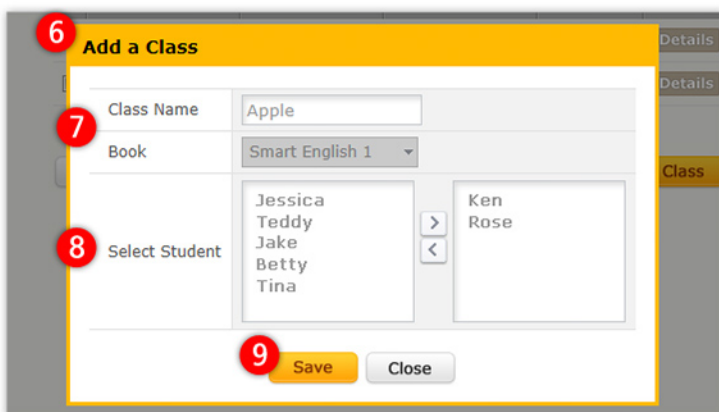 6
Add a Class
Details
Details
7
Class Name
Apple
Book
Smart English 1
Class
8
Select Student
Jessica
Teddy
Jake
Betty
Tina
Ken
Rose
9
Save
Close